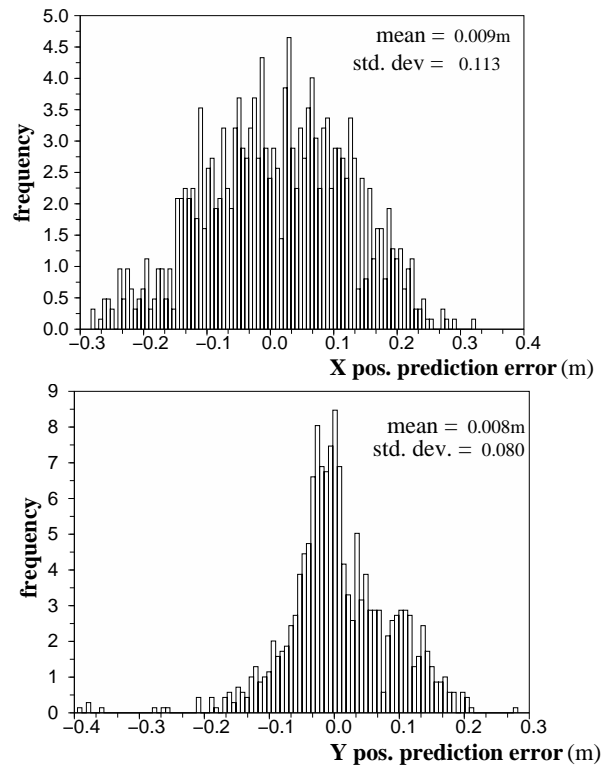 5.0
mean = 0.009m
4.5
std. dev = 0.113
4.0
3.5
3.0
frequency
2.5
2.0
1.5
1.0
0.5
0.0
−0.3 −0.2 −0.1 0.0 0.1 0.2 0.3 0.4
X pos. prediction error (m)
9
mean = 0.008m
8
std. dev. = 0.080
7
6
5
frequency
4
3
2
1
0
−0.4 −0.3 −0.2 −0.1 0.0 0.1 0.2 0.3
Y pos. prediction error (m)